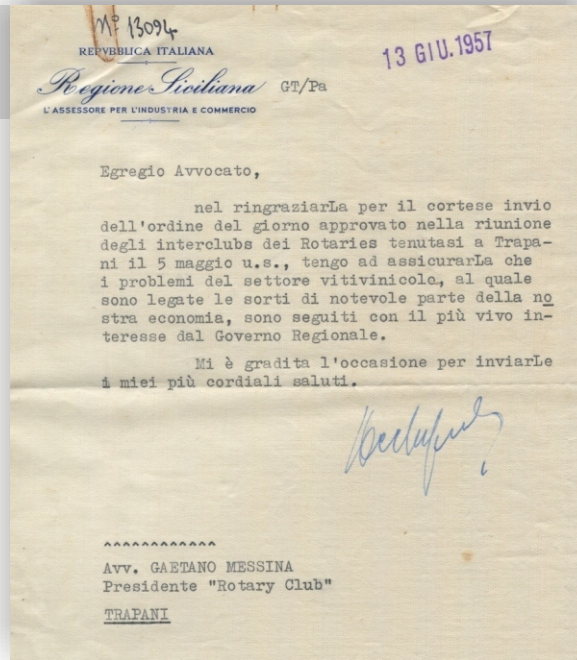 Nº 13094
REPVBBLICA ITALIANA
13 GIU. 1957
Regione Siciliana GT/Pa
L'ASSESSORE PER L'INDUSTRIA E COMMERCIO
Egregio Avvocato,
nel ringraziarLa per il cortese invio
dell'ordine del giorno approvato nella riunione
degli interclubs dei Rotaries tenutasi a Trapa-
ni il 5 maggio u.s., tengo ad assicurarLa che
i problemi del settore vitivinicolo, al quale
sono legate le sorti di notevole parte della no
stra economia, sono seguiti con il più vivo in-
teresse dal Governo Regionale.
Mi è gradita l'occasione per inviarLe
i miei più cordiali saluti.
^^^^^^^^^^^^
Avv. GAETANO MESSINA
Presidente "Rotary Club"
TRAPANI